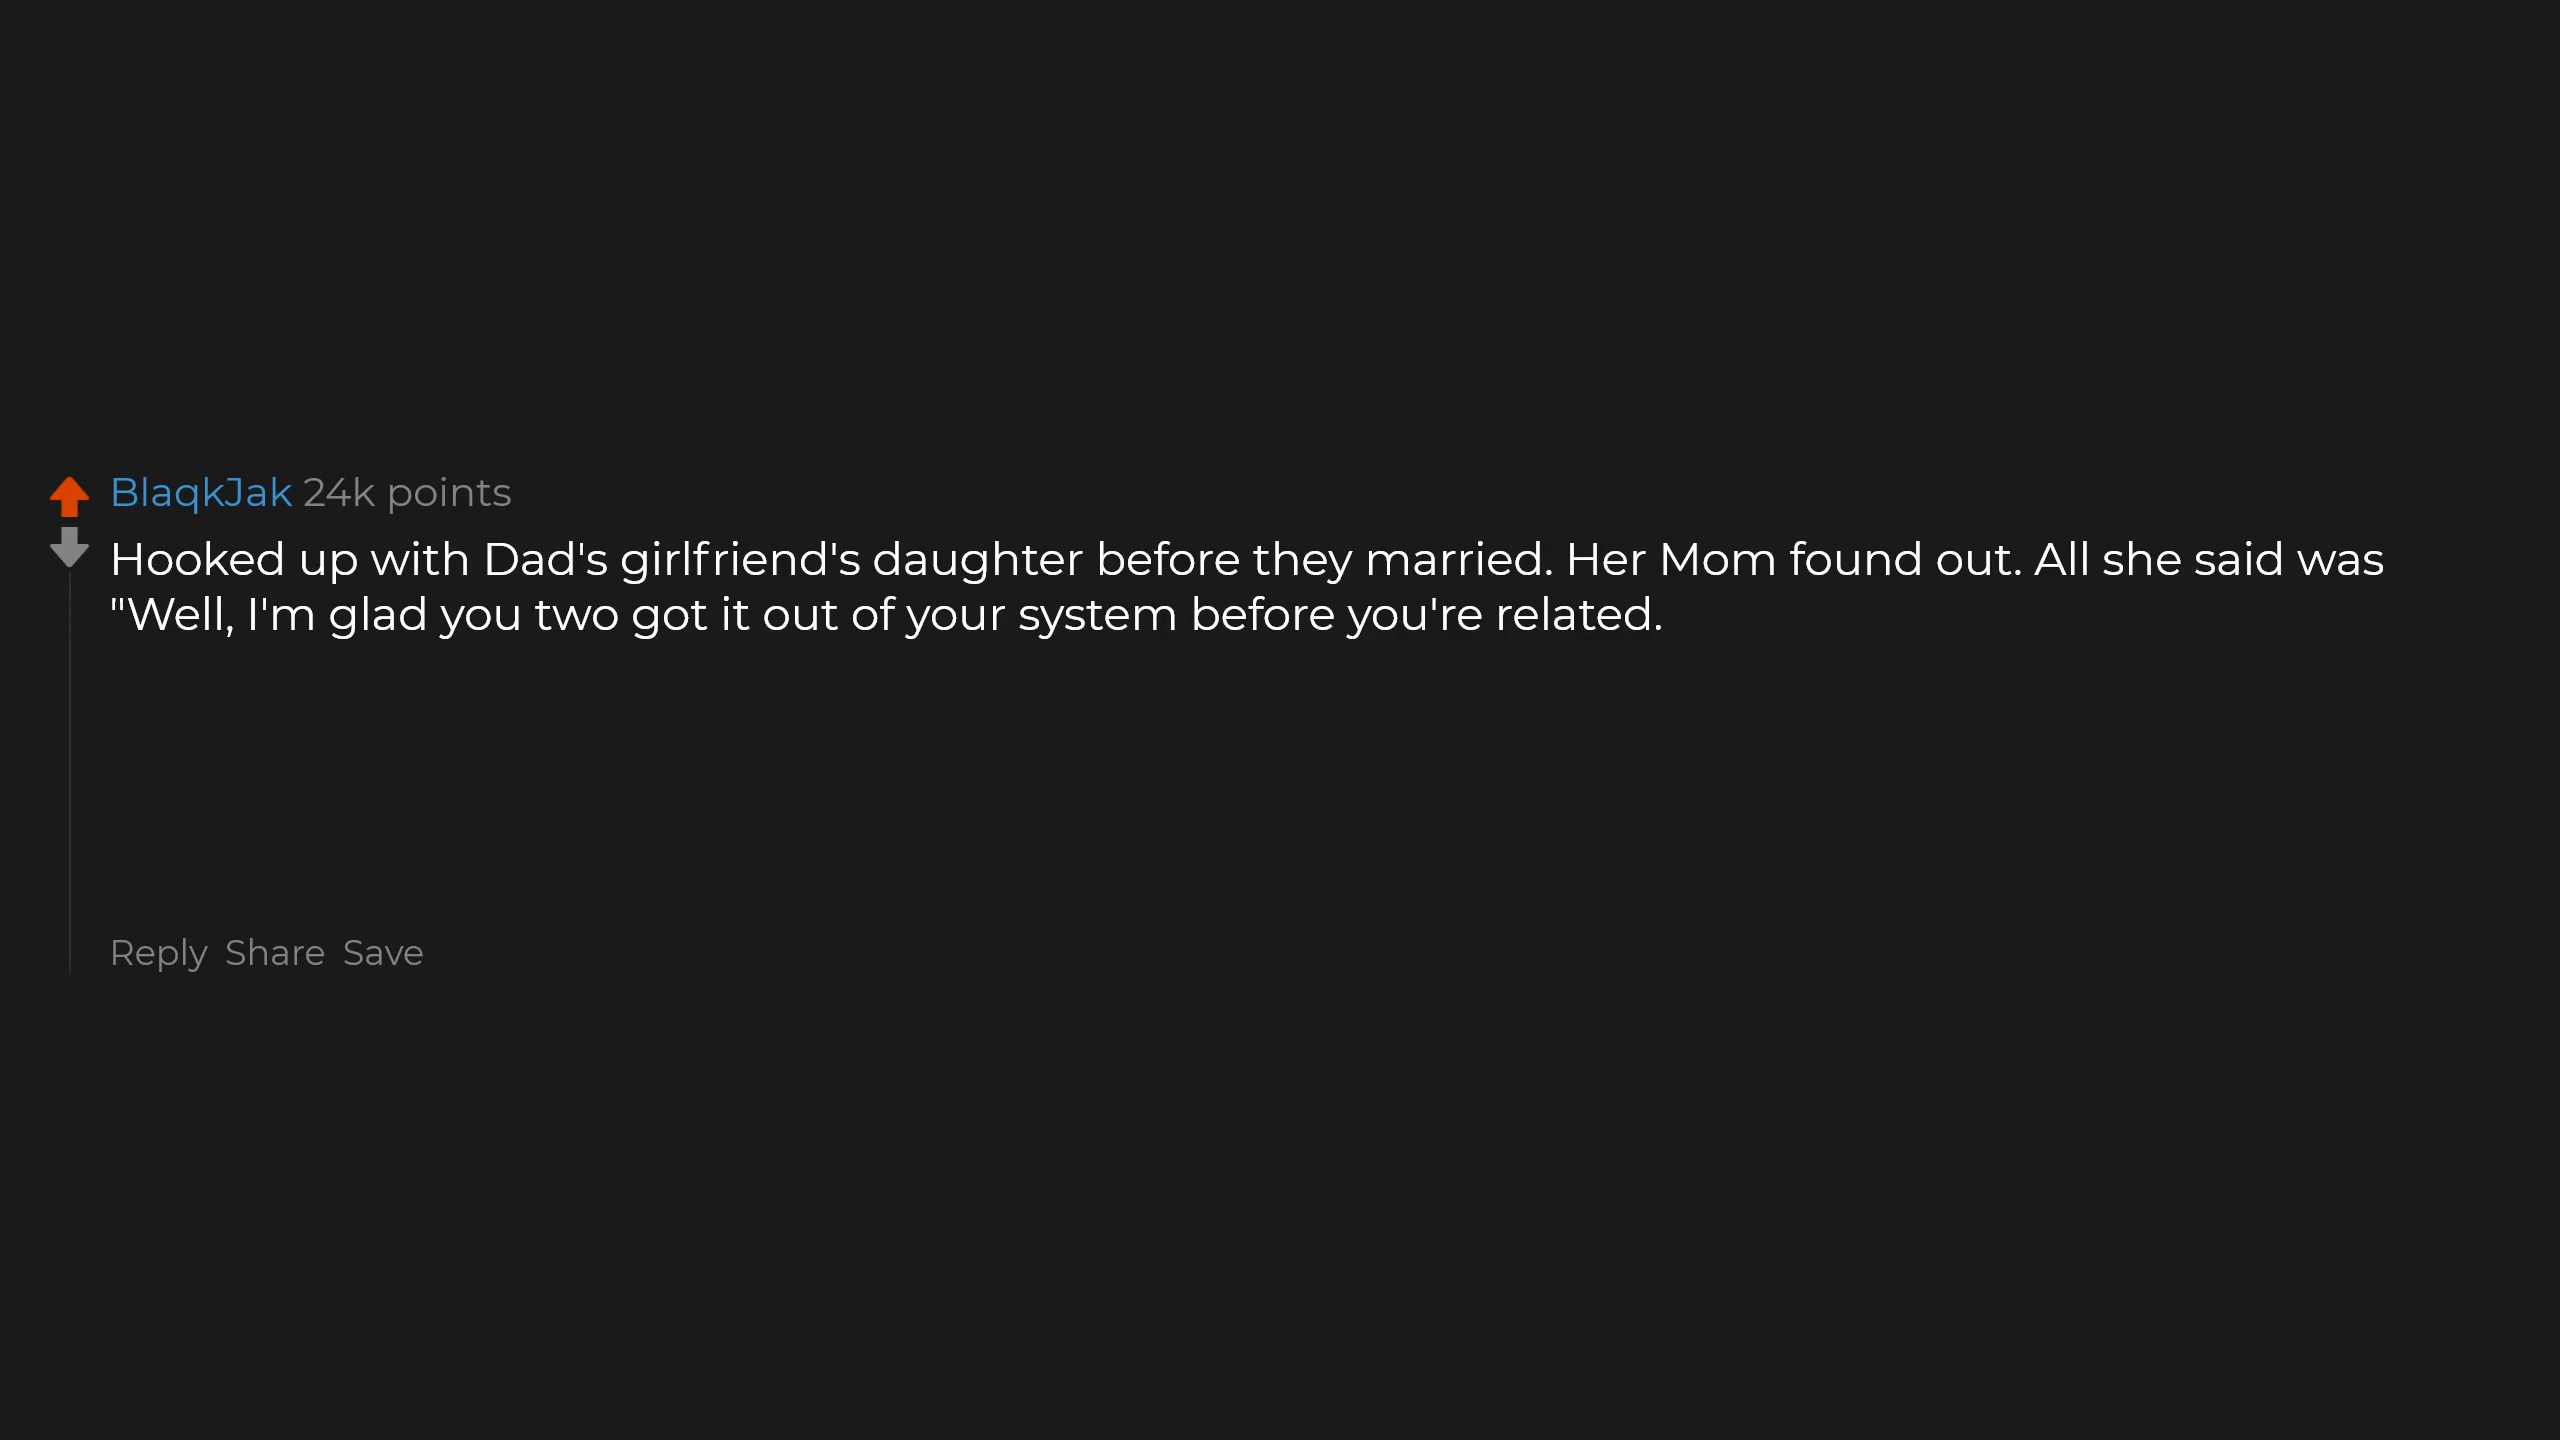 BlaqkJak 24k points
Hooked up with Dad's girlfriend's daughter before they married. Her Mom found out. All she said was
"Well, I'm glad you two got it out of your system before you're related.
Reply Share Save